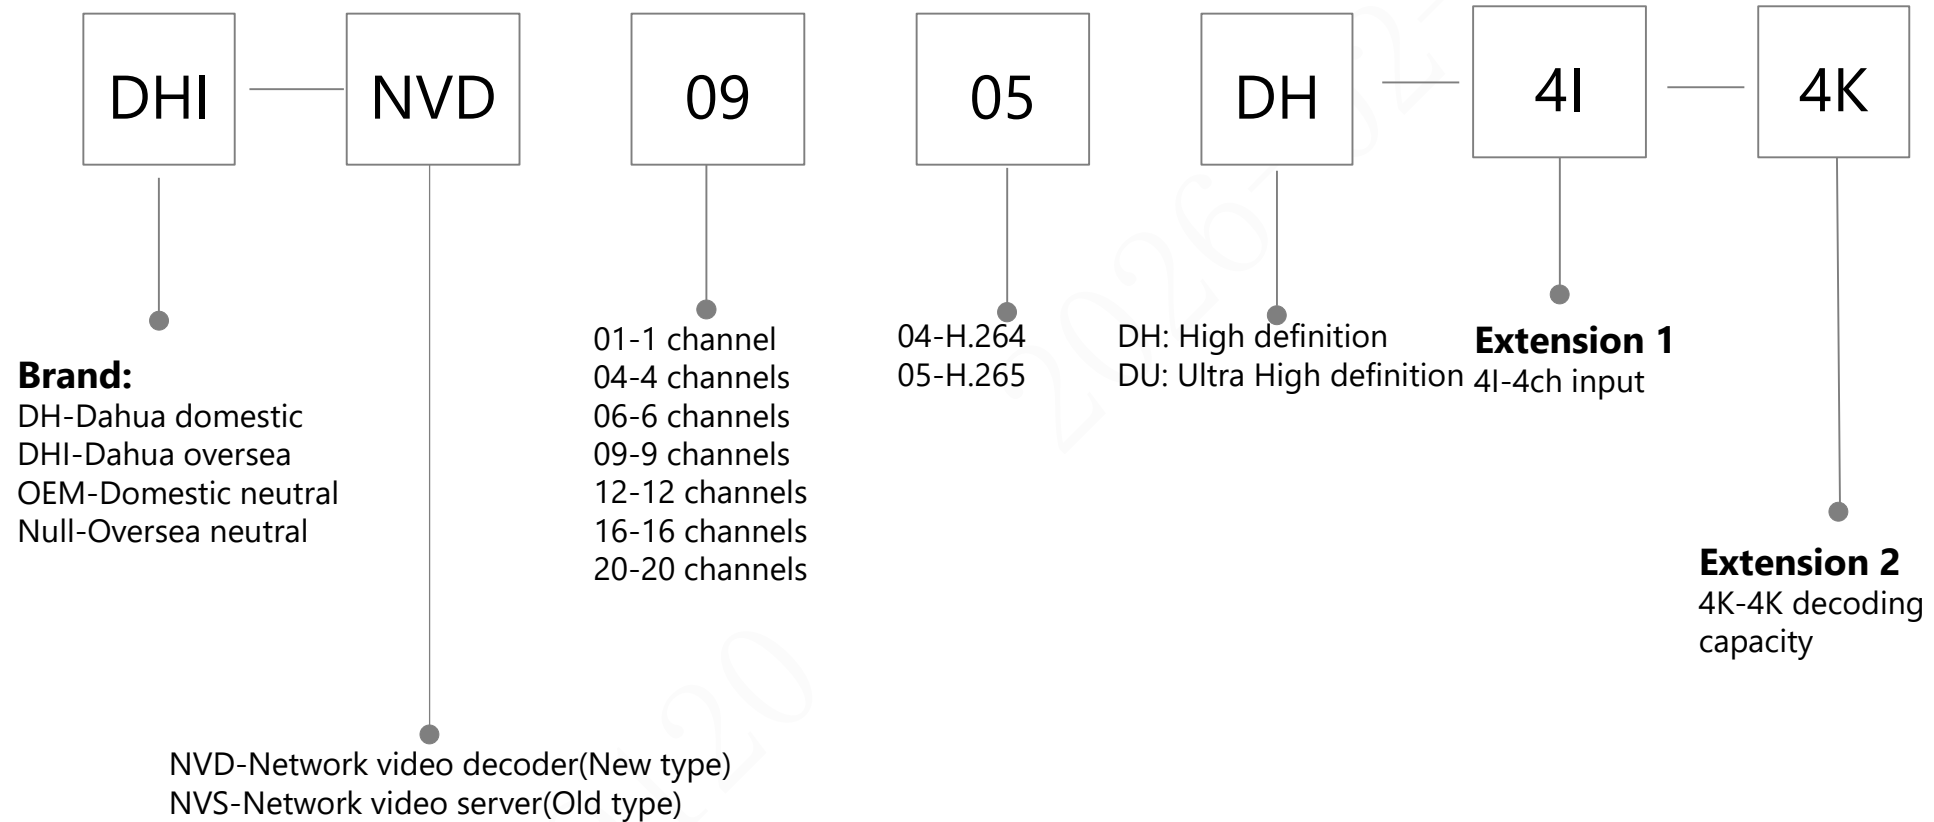 DHI NVD 09 05 DH 4I 4K
Brand:
DH-Dahua domestic
DHI-Dahua oversea
OEM-Domestic neutral
Null-Oversea neutral
NVD-Network video decoder(New type)
NVS-Network video server(Old type)
01-1 channel
04-4 channels
06-6 channels
09-9 channels
12-12 channels
16-16 channels
20-20 channels
04-H.264
05-H.265
DH: High definition
DU: Ultra High definition
Extension 1
4I-4ch input
Extension 2
4K-4K decoding
capacity